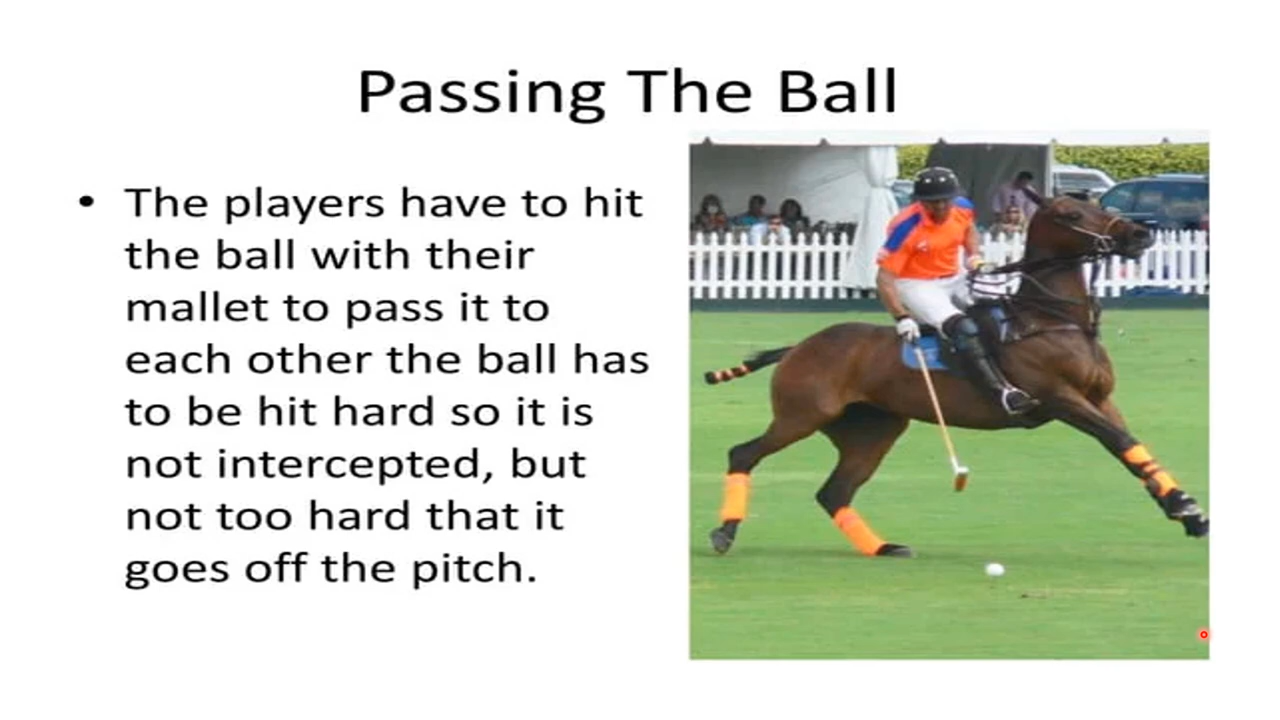 Passing The Ball
• The players have to hit
the ball with their
mallet to pass it to
each other the ball has
to be hit hard so it is
not intercepted, but
not too hard that it
goes off the pitch.